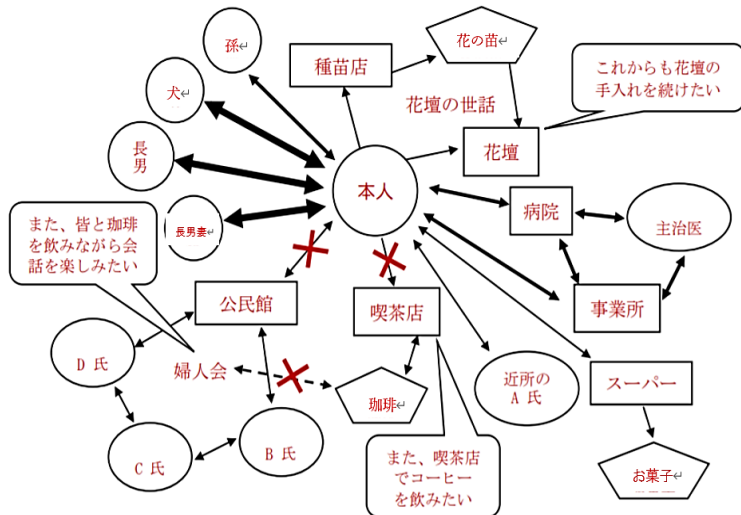 孫
犬
長
男
長男妻
種苗店
花の苗
花壇の世話
花壇
これからも花壇の
手入れを続けたい
本人
病院
主治医
事業所
また、皆と珈琲
を飲みながら会
話を楽しみたい
公民館
喫茶店
D 氏
婦人会
珈琲
近所の
A 氏
スーパー
C 氏
B 氏
また、喫茶店
でコーヒー
を飲みたい
お菓子